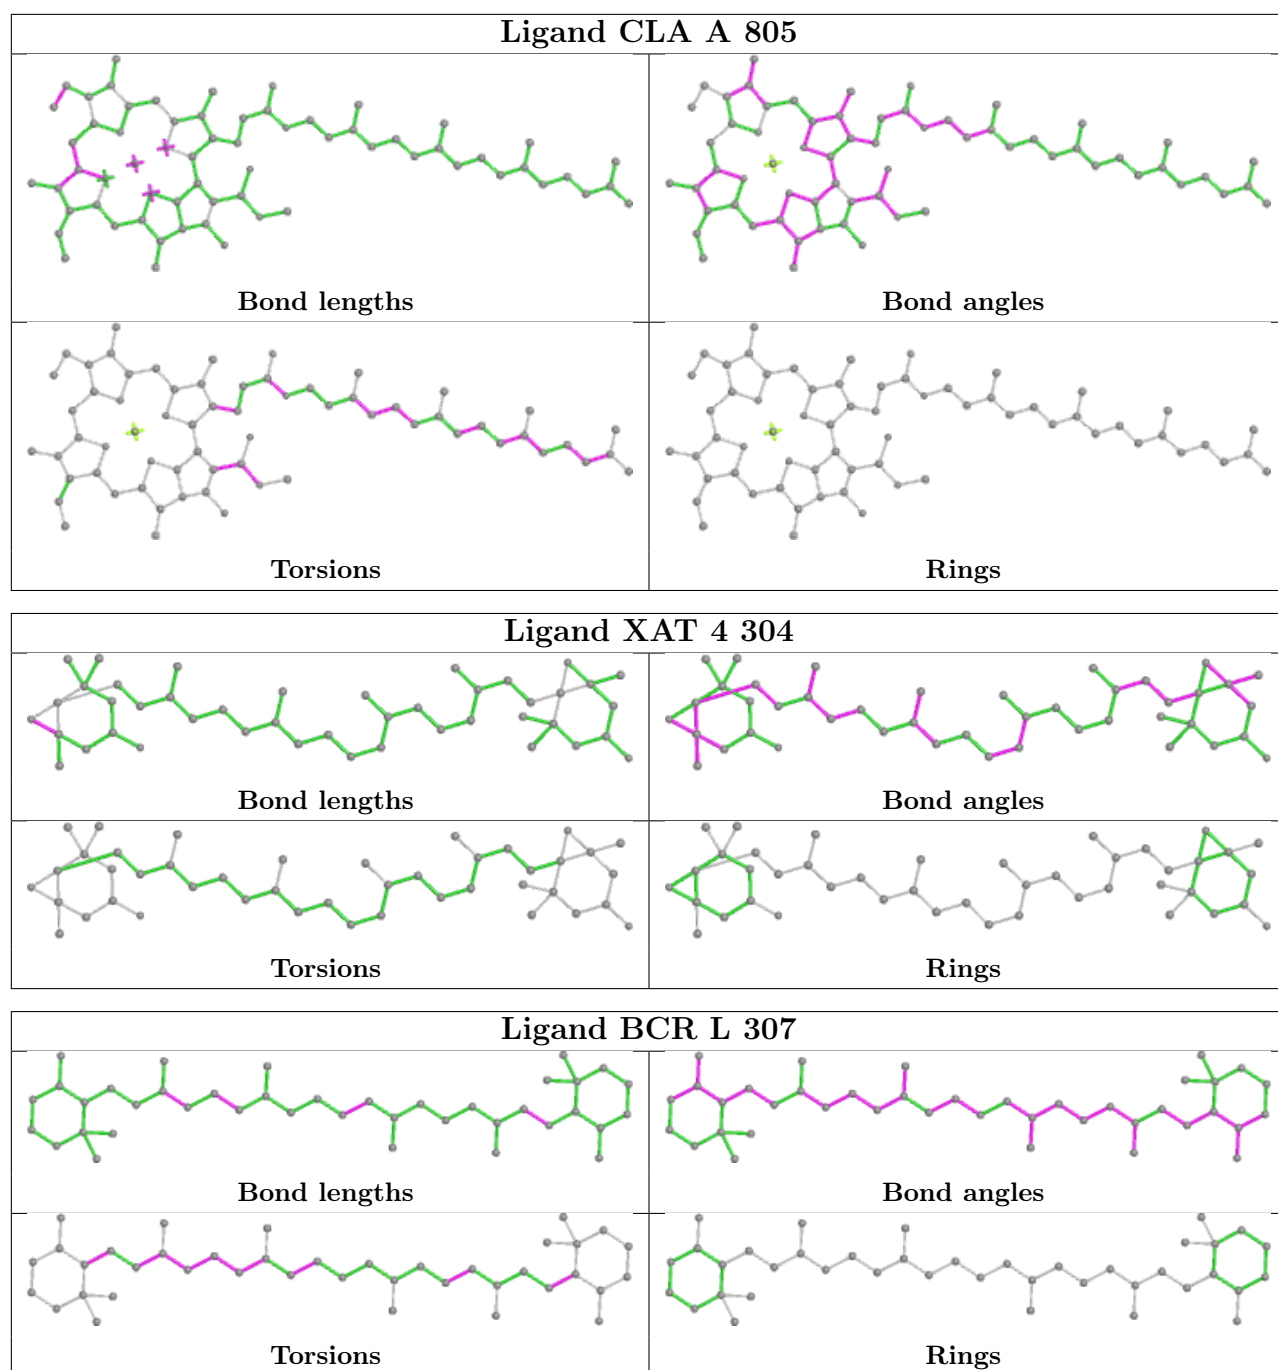 Ligand CLA A 805
Bond lengths
Bond angles
Torsions
Rings
Ligand XAT 4 304
Bond lengths
Bond angles
Torsions
Rings
Ligand BCR L 307
Bond lengths
Bond angles
Torsions
Rings